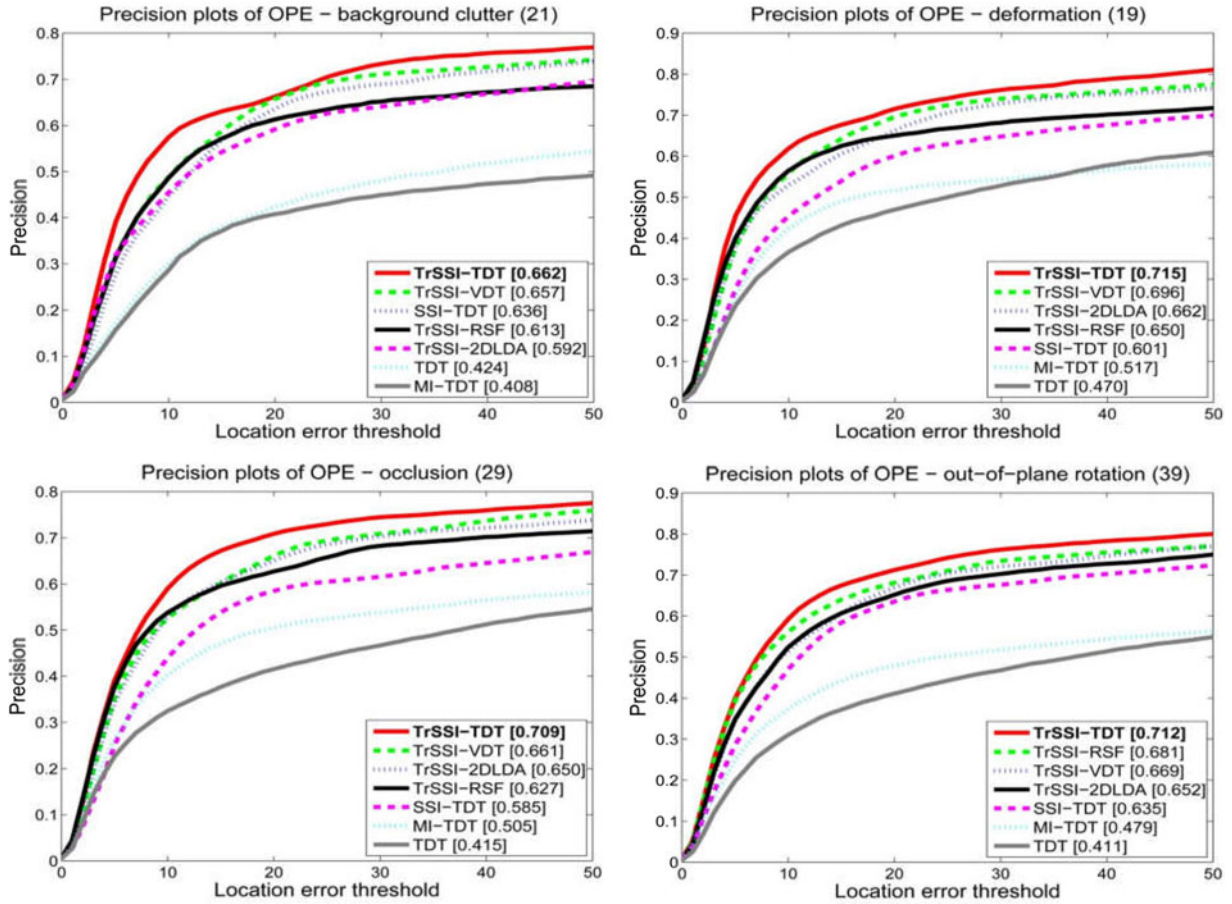 Precision plots of OPE − background clutter (21)
0.8
0.7
0.6
0.5
0.4
0.3
0.2
0.1
0
Precision
TrSSI−TDT [0.662]
TrSSI−VDT [0.657]
SSI−TDT [0.636]
TrSSI−RSF [0.613]
TrSSI−2DLDA [0.592]
TDT [0.424]
MI−TDT [0.408]
0 10 20 30 40 50
Location error threshold
Precision plots of OPE − deformation (19)
0.9
0.8
0.7
0.6
0.5
0.4
0.3
0.2
0.1
0
Precision
TrSSI−TDT [0.715]
TrSSI−VDT [0.696]
TrSSI−2DLDA [0.662]
TrSSI−RSF [0.650]
SSI−TDT [0.601]
MI−TDT [0.517]
TDT [0.470]
0 10 20 30 40 50
Location error threshold
Precision plots of OPE − occlusion (29)
0.8
0.7
0.6
0.5
0.4
0.3
0.2
0.1
0
Precision
TrSSI−TDT [0.709]
TrSSI−VDT [0.661]
TrSSI−2DLDA [0.650]
TrSSI−RSF [0.627]
SSI−TDT [0.585]
MI−TDT [0.505]
TDT [0.415]
0 10 20 30 40 50
Location error threshold
Precision plots of OPE − out−of−plane rotation (39)
0.9
0.8
0.7
0.6
0.5
0.4
0.3
0.2
0.1
0
Precision
TrSSI−TDT [0.712]
TrSSI−RSF [0.681]
TrSSI−VDT [0.669]
TrSSI−2DLDA [0.652]
SSI−TDT [0.635]
MI−TDT [0.479]
TDT [0.411]
0 10 20 30 40 50
Location error threshold